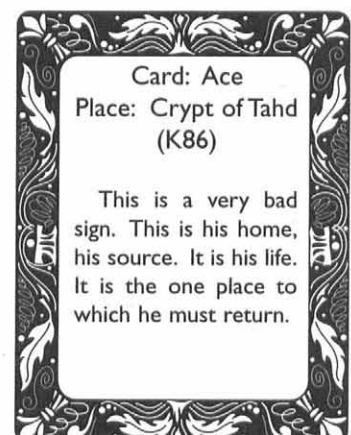 Card: Ace
Place: Crypt of Tahd
(K86)
This is a very bad
sign. This is his home,
his source. It is his life.
It is the one place to
which he must return.